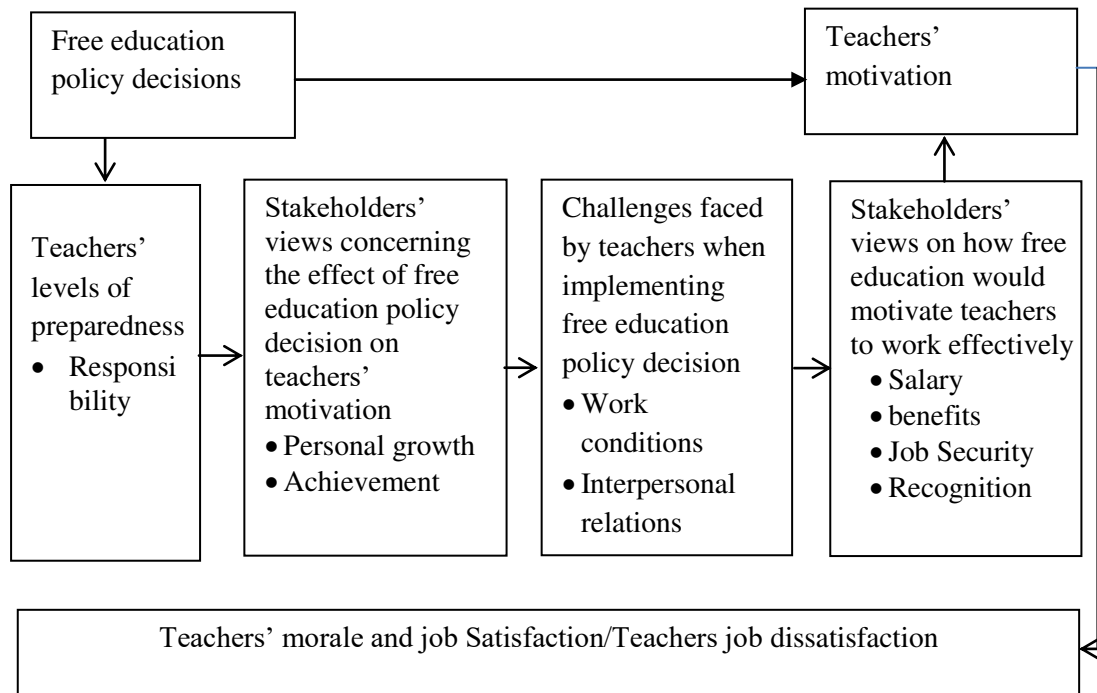 Free education
policy decisions
Teachers’
motivation
Teachers’
levels of
preparedness
• Responsi
bility
Stakeholders’
views concerning
the effect of free
education policy
decision on
teachers’
motivation
• Personal growth
• Achievement
Challenges faced
by teachers when
implementing
free education
policy decision
• Work
conditions
• Interpersonal
relations
Stakeholders’
views on how free
education would
motivate teachers
to work effectively
• Salary
• benefits
• Job Security
• Recognition
Teachers’ morale and job Satisfaction/Teachers job dissatisfaction